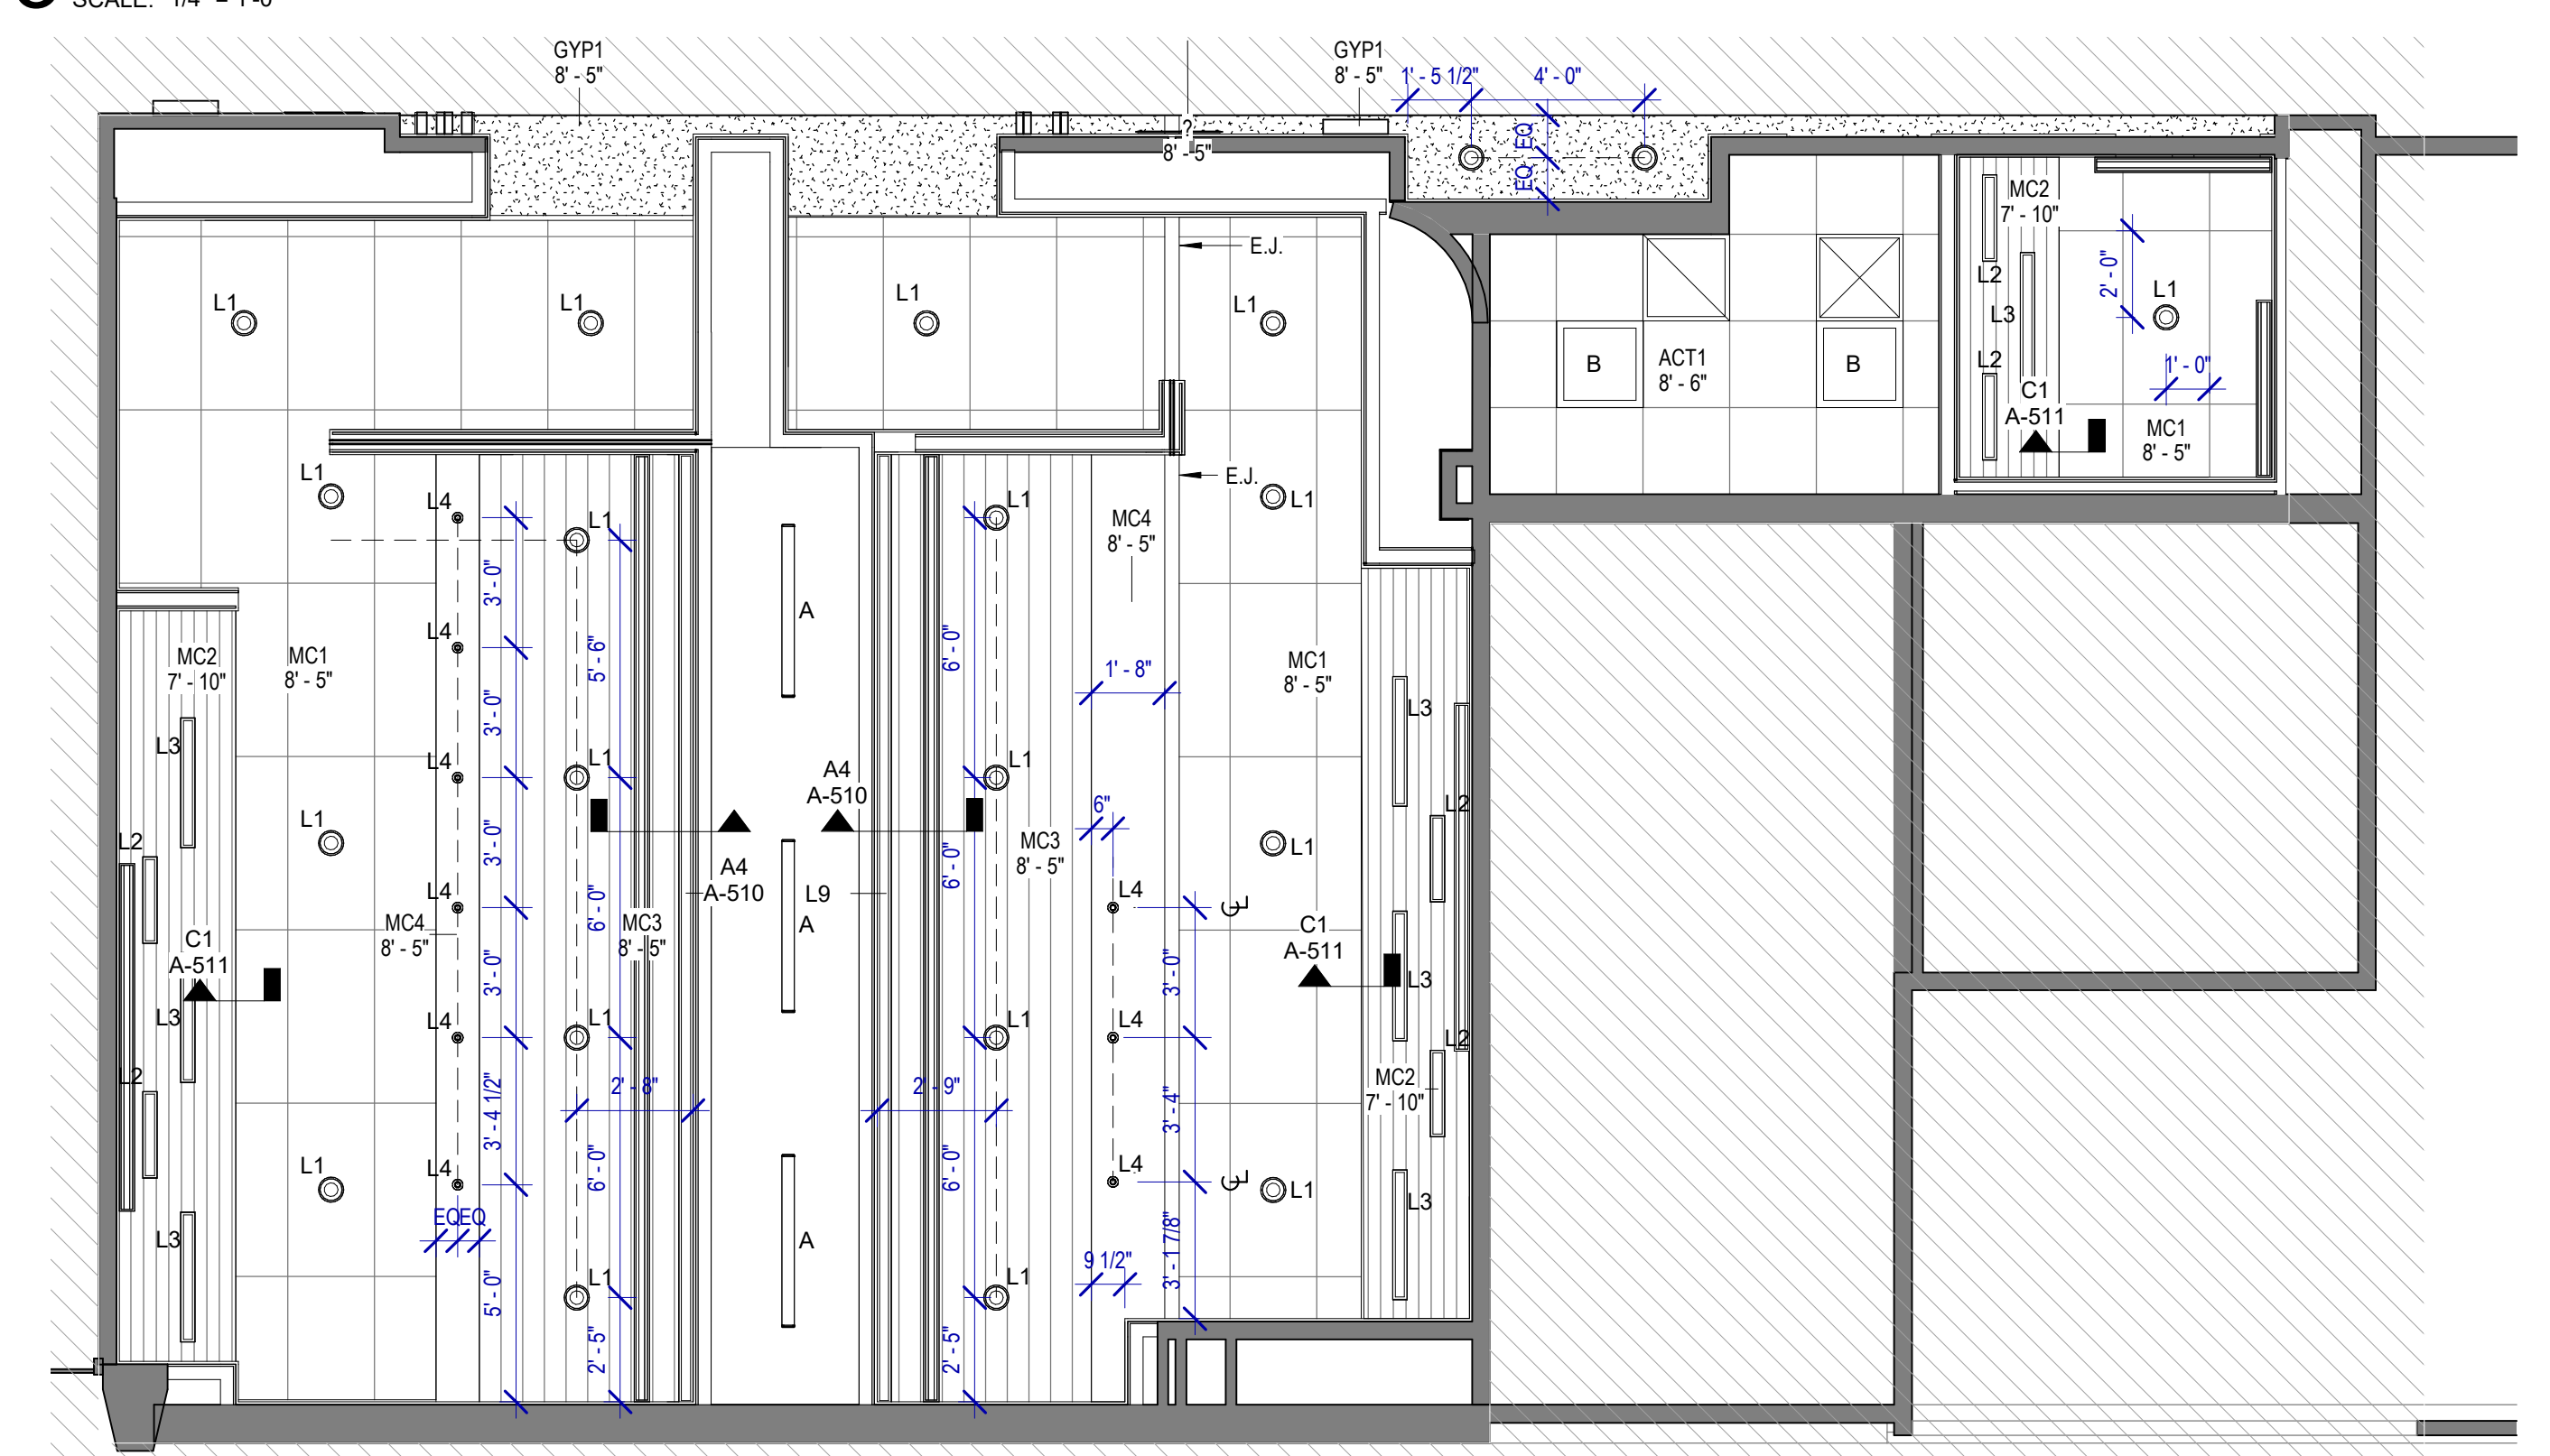 SCALE: 1/4" = 1'-0"
GYP1
8' - 5"
GYP1
8' - 5"
1' - 5 1/2"
4' - 0"
?
8' - 5"
EQ
EQ
E.J.
L1
L1
L1
L1
MC2
7' - 10"
L2
L3
L2
2' - 0"
L1
1' - 0"
C1
A-511
MC1
8' - 5"
B
ACT1
8' - 6"
B
L1
L4
L1
L1
E.J.
L1
MC4
8' - 5"
3' - 0"
5' - 6"
A
6' - 0"
L4
MC2
7' - 10"
MC1
8' - 5"
1' - 8"
MC1
8' - 5"
L3
3' - 0"
L3
L4
L1
A4
A-510
L1
6"
L2
L2
L1
3' - 0"
MC3
8' - 5"
6' - 0"
L1
A4
A-510
L9
L4
MC4
8' - 5"
6' - 0"
MC3
8' - 5"
A
L4
C1
A-511
C1
A-511
3' - 0"
3' - 0"
L3
L3
L4
L1
L1
L4
L2
L2
3' - 4 1/2"
2' - 8"
2' - 9"
3' - 4"
MC2
7' - 10"
L1
L4
6' - 0"
6' - 0"
L4
CL
CL
L1
L3
EQ
EQ
L3
A
3' - 1 7/8"
9 1/2"
5' - 0"
L1
L1
2' - 5"
2' - 5"